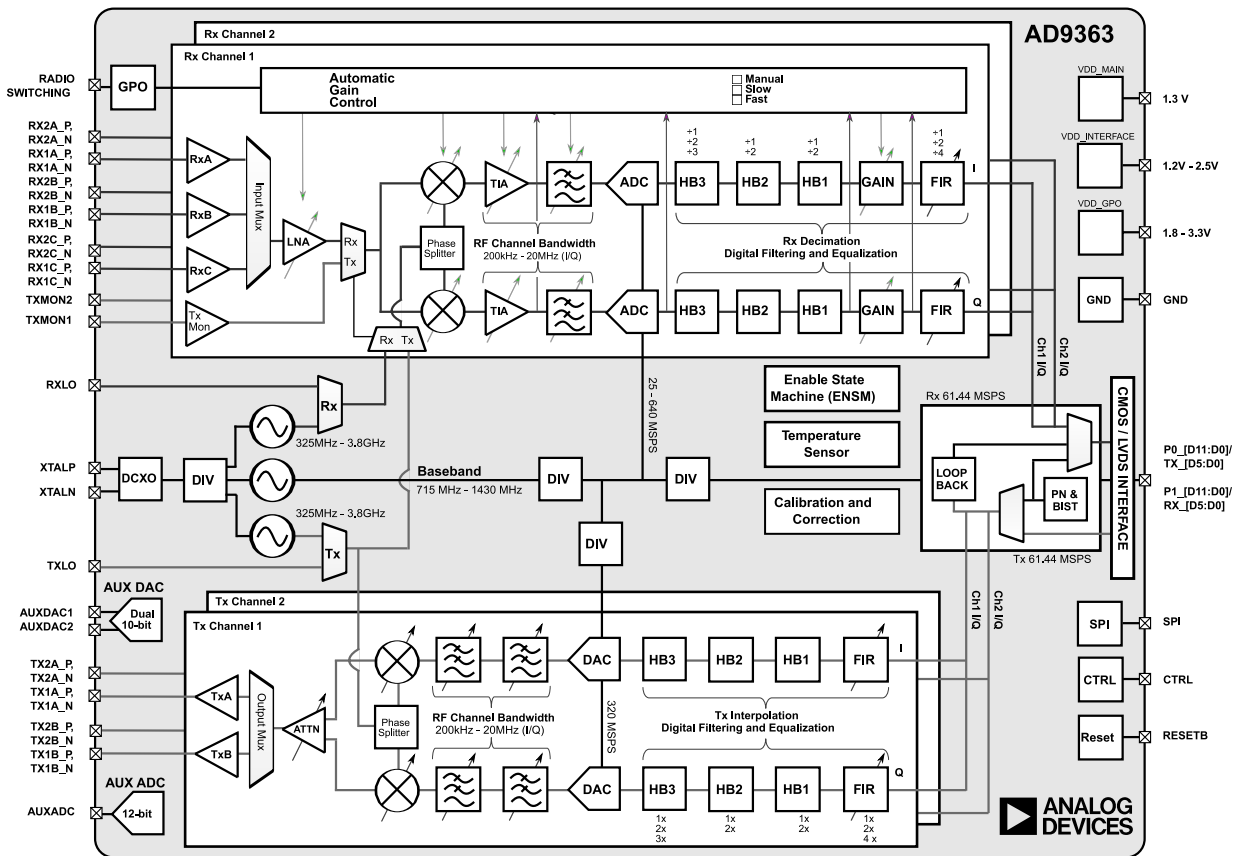 AD9363
Rx Channel 2
Rx Channel 1
RADIO
SWITCHING
GPO
Automatic
Gain
Control
Manual
Slow
Fast
VDD_MAIN
1.3 V
VDD_INTERFACE
1.2V - 2.5V
VDD_GPO
1.8 - 3.3V
GND
GND
RX2A_P,
RX2A_N
RX1A_P,
RX1A_N
RX2B_P,
RX2B_N
RX1B_P,
RX1B_N
RX2C_P,
RX2C_N
RX1C_P,
RX1C_N
TXMON2
TXMON1
RxA
RxB
RxC
Tx
Mon
Input Mux
LNA
Rx
Tx
Phase
Splitter
Rx Tx
TIA
ADC
÷1
÷2
÷3
HB3
÷1
÷2
HB2
÷1
÷2
HB1
GAIN
÷1
÷2
÷4
FIR
I
RF Channel Bandwidth
200kHz - 20MHz (I/Q)
Rx Decimation
Digital Filtering and Equalization
TIA
ADC
HB3
HB2
HB1
GAIN
FIR
Q
Ch1 I/Q
Ch2 I/Q
RXLO
Rx
325MHz - 3.8GHz
25 - 640 MSPS
Enable State
Machine (ENSM)
Temperature
Sensor
Calibration and
Correction
Rx 61.44 MSPS
LOOP
BACK
PN &
BIST
Tx 61.44 MSPS
CMOS / LVDS INTERFACE
P0_[D11:D0]/
TX_[D5:D0]
P1_[D11:D0]/
RX_[D5:D0]
XTALP
XTALN
DCXO
DIV
Baseband
715 MHz - 1430 MHz
DIV
DIV
DIV
325MHz - 3.8GHz
Tx
TXLO
AUX DAC
AUXDAC1
AUXDAC2
Dual
10-bit
Tx Channel 2
Tx Channel 1
Ch1 I/Q
Ch2 I/Q
SPI
SPI
CTRL
CTRL
Reset
RESETB
TX2A_P,
TX2A_N
TX1A_P,
TX1A_N
TX2B_P,
TX2B_N
TX1B_P,
TX1B_N
TxA
TxB
Output Mux
ATTN
Phase
Splitter
RF Channel Bandwidth
200kHz - 20MHz (I/Q)
DAC
320 MSPS
HB3
HB2
HB1
FIR
I
Tx Interpolation
Digital Filtering and Equalization
DAC
HB3
HB2
HB1
FIR
Q
1x
2x
3x
1x
2x
1x
2x
1x
2x
4 x
AUX ADC
AUXADC
12-bit
ANALOG
DEVICES